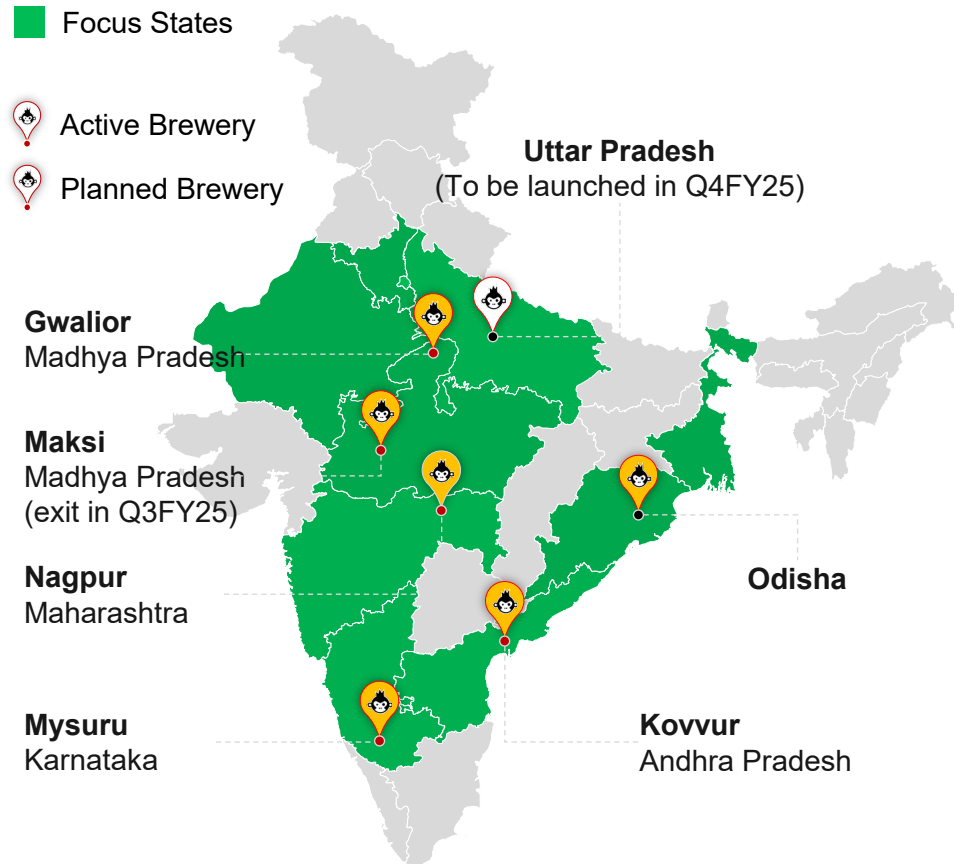 Focus States
Active Brewery
Planned Brewery
Uttar Pradesh
(To be launched in Q4FY25)
Gwalior
Madhya Pradesh
Maksi
Madhya Pradesh
(exit in Q3FY25)
Nagpur
Maharashtra
Odisha
Mysuru
Karnataka
Kovvur
Andhra Pradesh